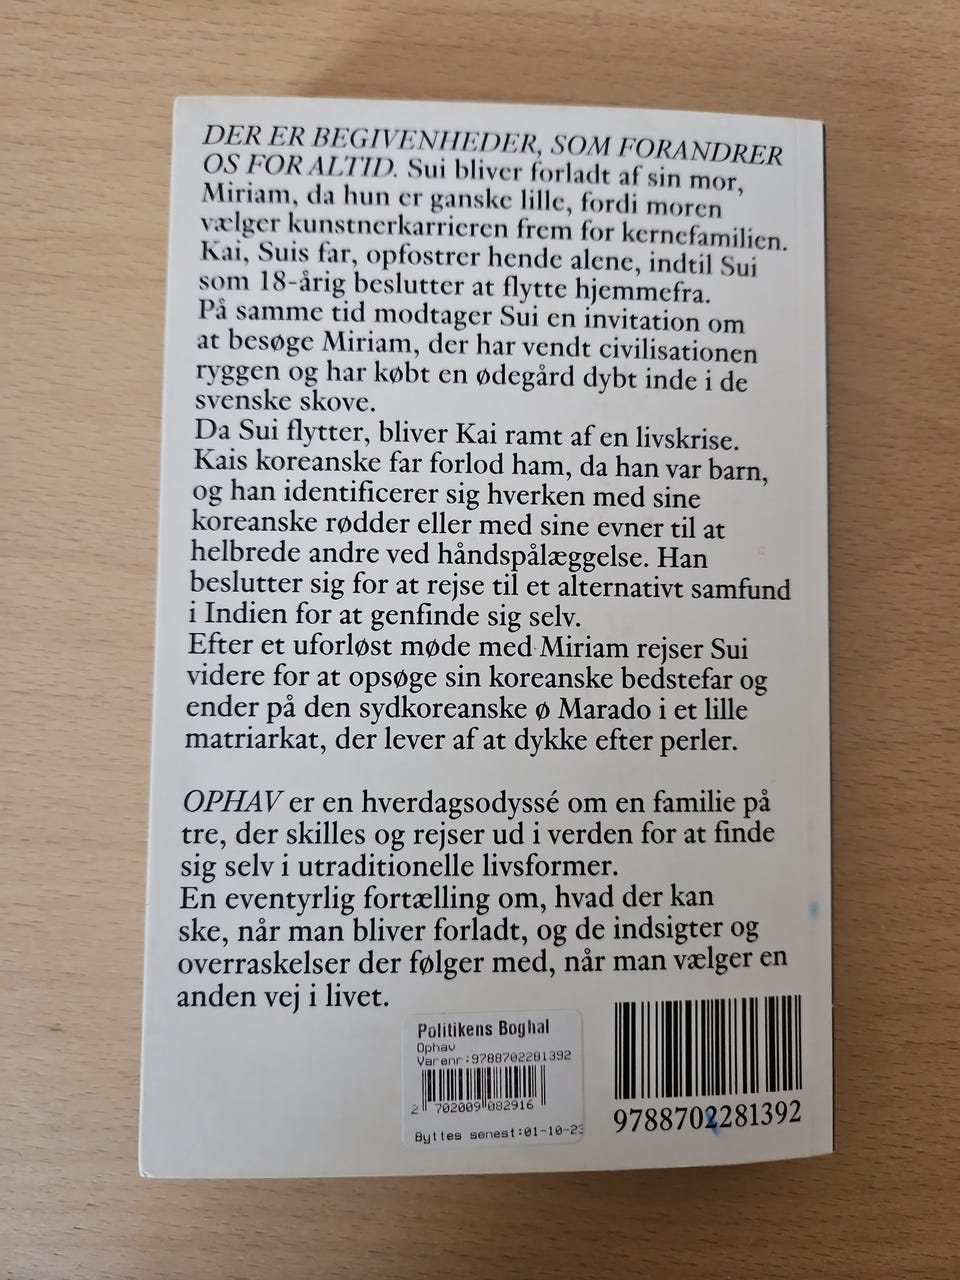 DER ER BEGIVENHEDER, SOM FORANDRER
OS FOR ALTID. Sui bliver forladt af sin mor,
Miriam, da hun er ganske lille, fordi moren
vælger kunstnerkarrieren frem for kernefamilien.
Kai, Suis far, opfostrer hende alene, indtil Sui
som 18-årig beslutter at flytte hjemmefra.
På samme tid modtager Sui en invitation om
at besøge Miriam, der har vendt civilisationen
ryggen og har købt en ødegård dybt inde i de
svenske skove.
Da Sui flytter, bliver Kai ramt af en livskrise.
Kais koreanske far forlod ham, da han var barn,
og han identificerer sig hverken med sine
koreanske rødder eller med sine evner til at
helbrede andre ved håndspålæggelse. Han
beslutter sig for at rejse til et alternativt samfund
i Indien for at genfinde sig selv.
Efter et uforløst møde med Miriam rejser Sui
videre for at opsøge sin koreanske bedstefar og
ender på den sydkoreanske ø Marado i et lille
matriarkat, der lever af at dykke efter perler.
OPHAV er en hverdagsodyssé om en familie på
tre, der skilles og rejser ud i verden for at finde
sig selv i utraditionelle livsformer.
En eventyrlig fortælling om, hvad der kan
ske, når man bliver forladt, og de indsigter og
overraskelser der følger med, når man vælger en
anden vej i livet.
Politikens Boghal
Ophav
Varenr:9788702281392
2 702009 082916
Byttes senest:01-10-23
9788702281392